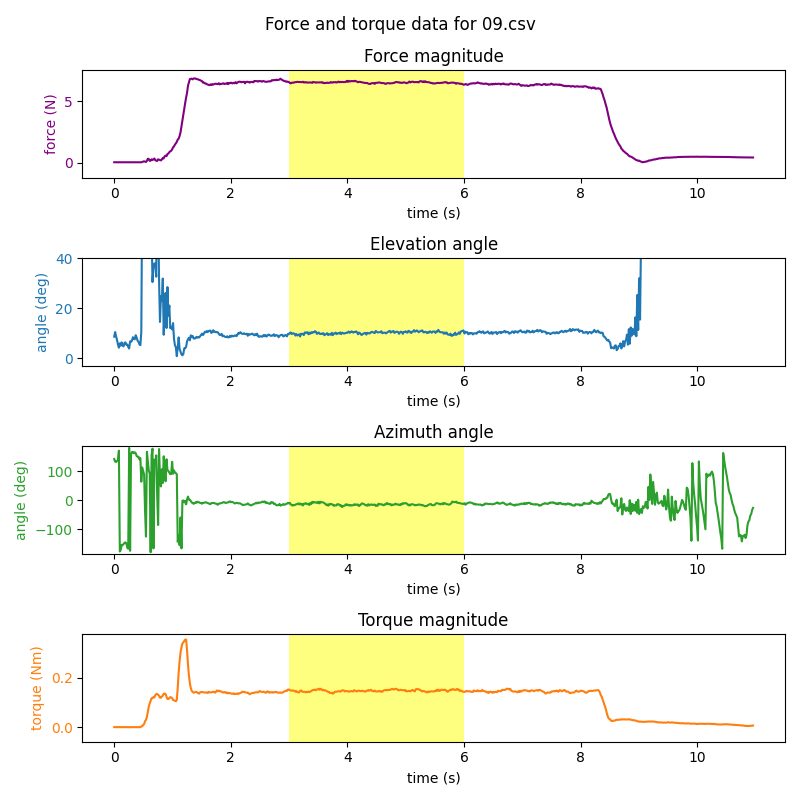 Force and torque data for 09.csv
Force magnitude
force (N)
5
0
0 2 4 6 8 10
time (s)
Elevation angle
angle (deg)
40
20
0
0 2 4 6 8 10
time (s)
Azimuth angle
angle (deg)
100
0
−100
0 2 4 6 8 10
time (s)
Torque magnitude
torque (Nm)
0.2
0.0
0 2 4 6 8 10
time (s)